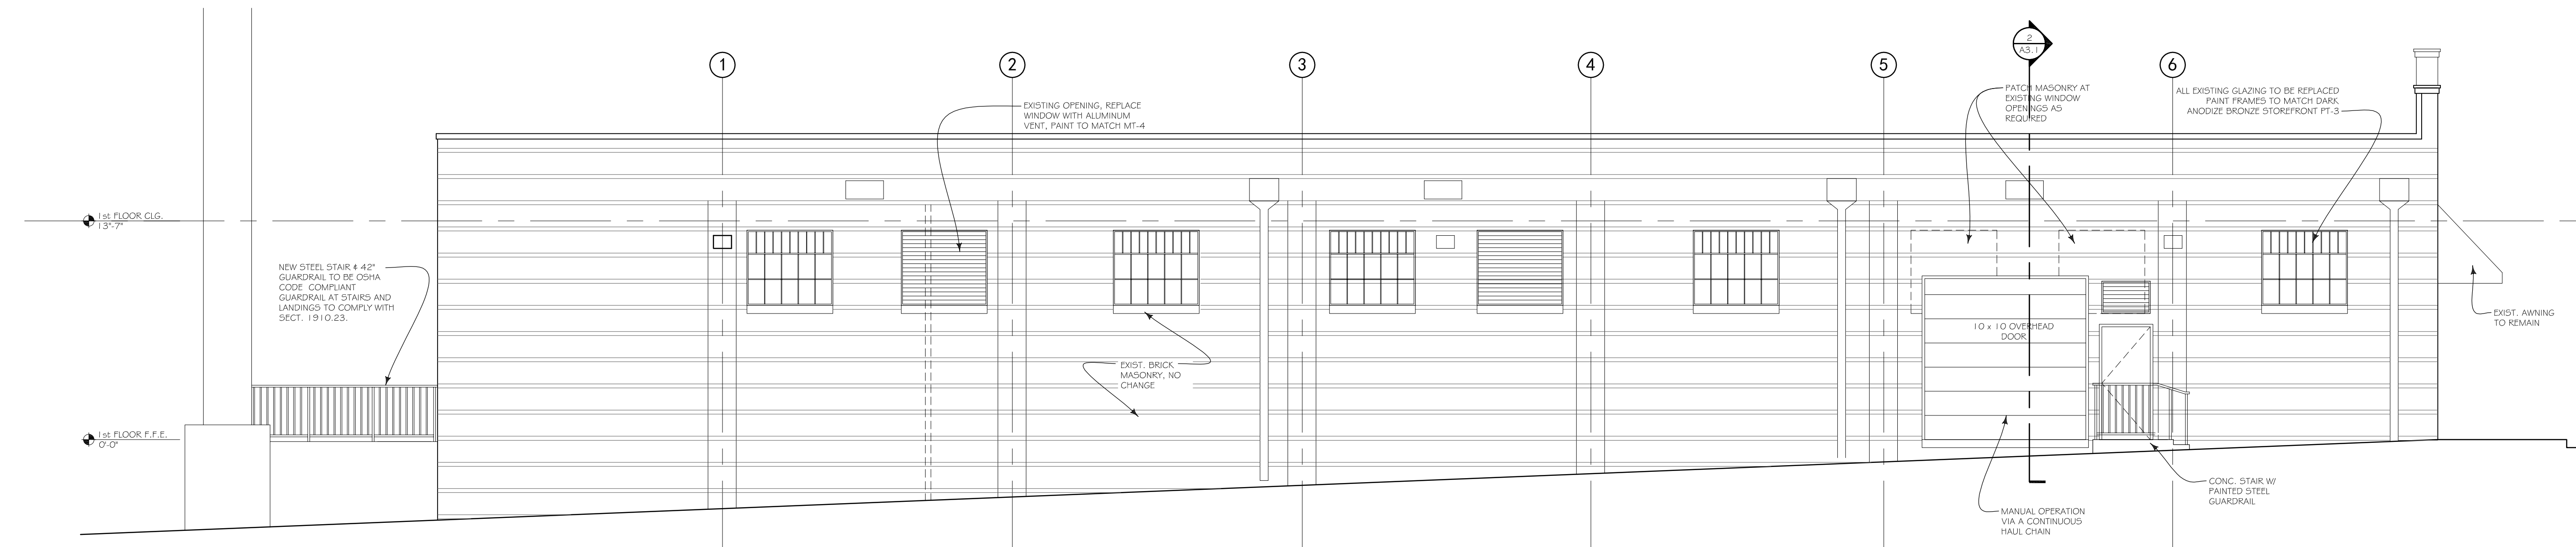 1
2
3
4
5
2
A3.1
6
EXISTING OPENING, REPLACE
WINDOW WITH ALUMINUM
VENT, PAINT TO MATCH MT-4
PATCH MASONRY AT
EXISTING WINDOW
OPENINGS AS
REQUIRED
ALL EXISTING GLAZING TO BE REPLACED
PAINT FRAMES TO MATCH DARK
ANODIZE BRONZE STOREFRONT PT-3
1st FLOOR CLG.
13'-7"
NEW STEEL STAIR & 42"
GUARDRAIL TO BE OSHA
CODE COMPLIANT
GUARDRAIL AT STAIRS AND
LANDINGS TO COMPLY WITH
SECT. 1910.23.
EXIST. BRICK
MASONRY, NO
CHANGE
10 x 10 OVERHEAD
DOOR
EXIST. AWNING
TO REMAIN
1st FLOOR F.F.E.
0'-0"
MANUAL OPERATION
VIA A CONTINUOUS
HAUL CHAIN
CONC. STAIR W/
PAINTED STEEL
GUARDRAIL